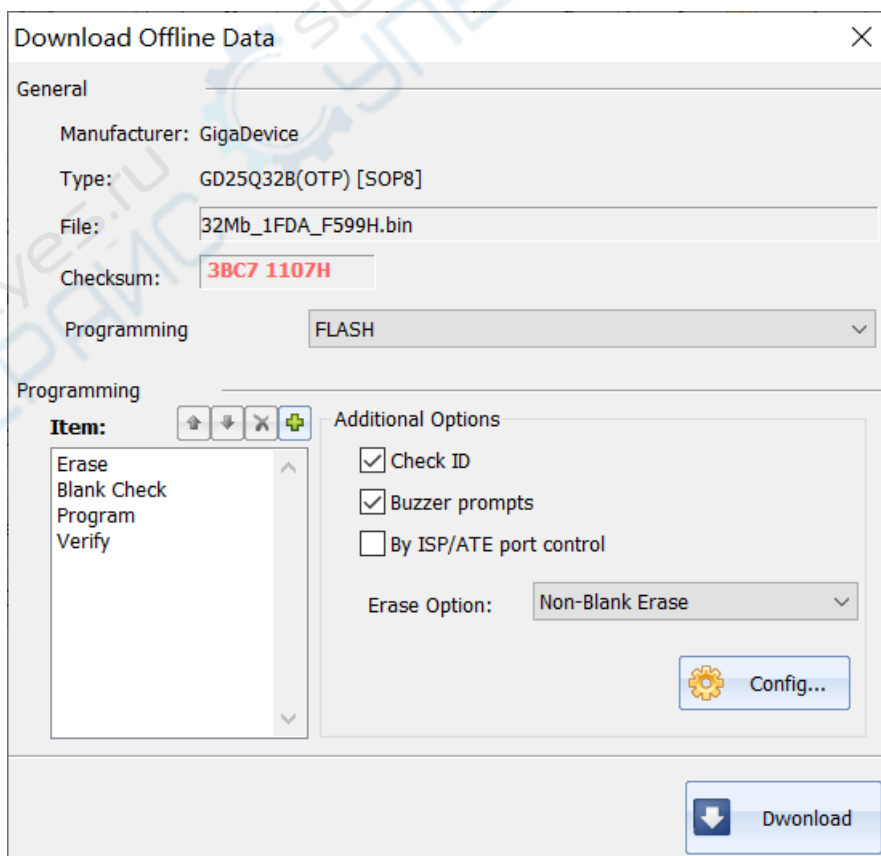 Download Offline Data
General
Manufacturer: GigaDevice
Type: GD25Q32B(OTP) [SOP8]
File: 32Mb_1FDA_F599H.bin
Checksum: 3BC7 1107H
Programming FLASH
Programming
Item:
Additional Options
Erase
Blank Check
Program
Verify
Check ID
Buzzer prompts
By ISP/ATE port control
Erase Option: Non-Blank Erase
Config...
Dwonload